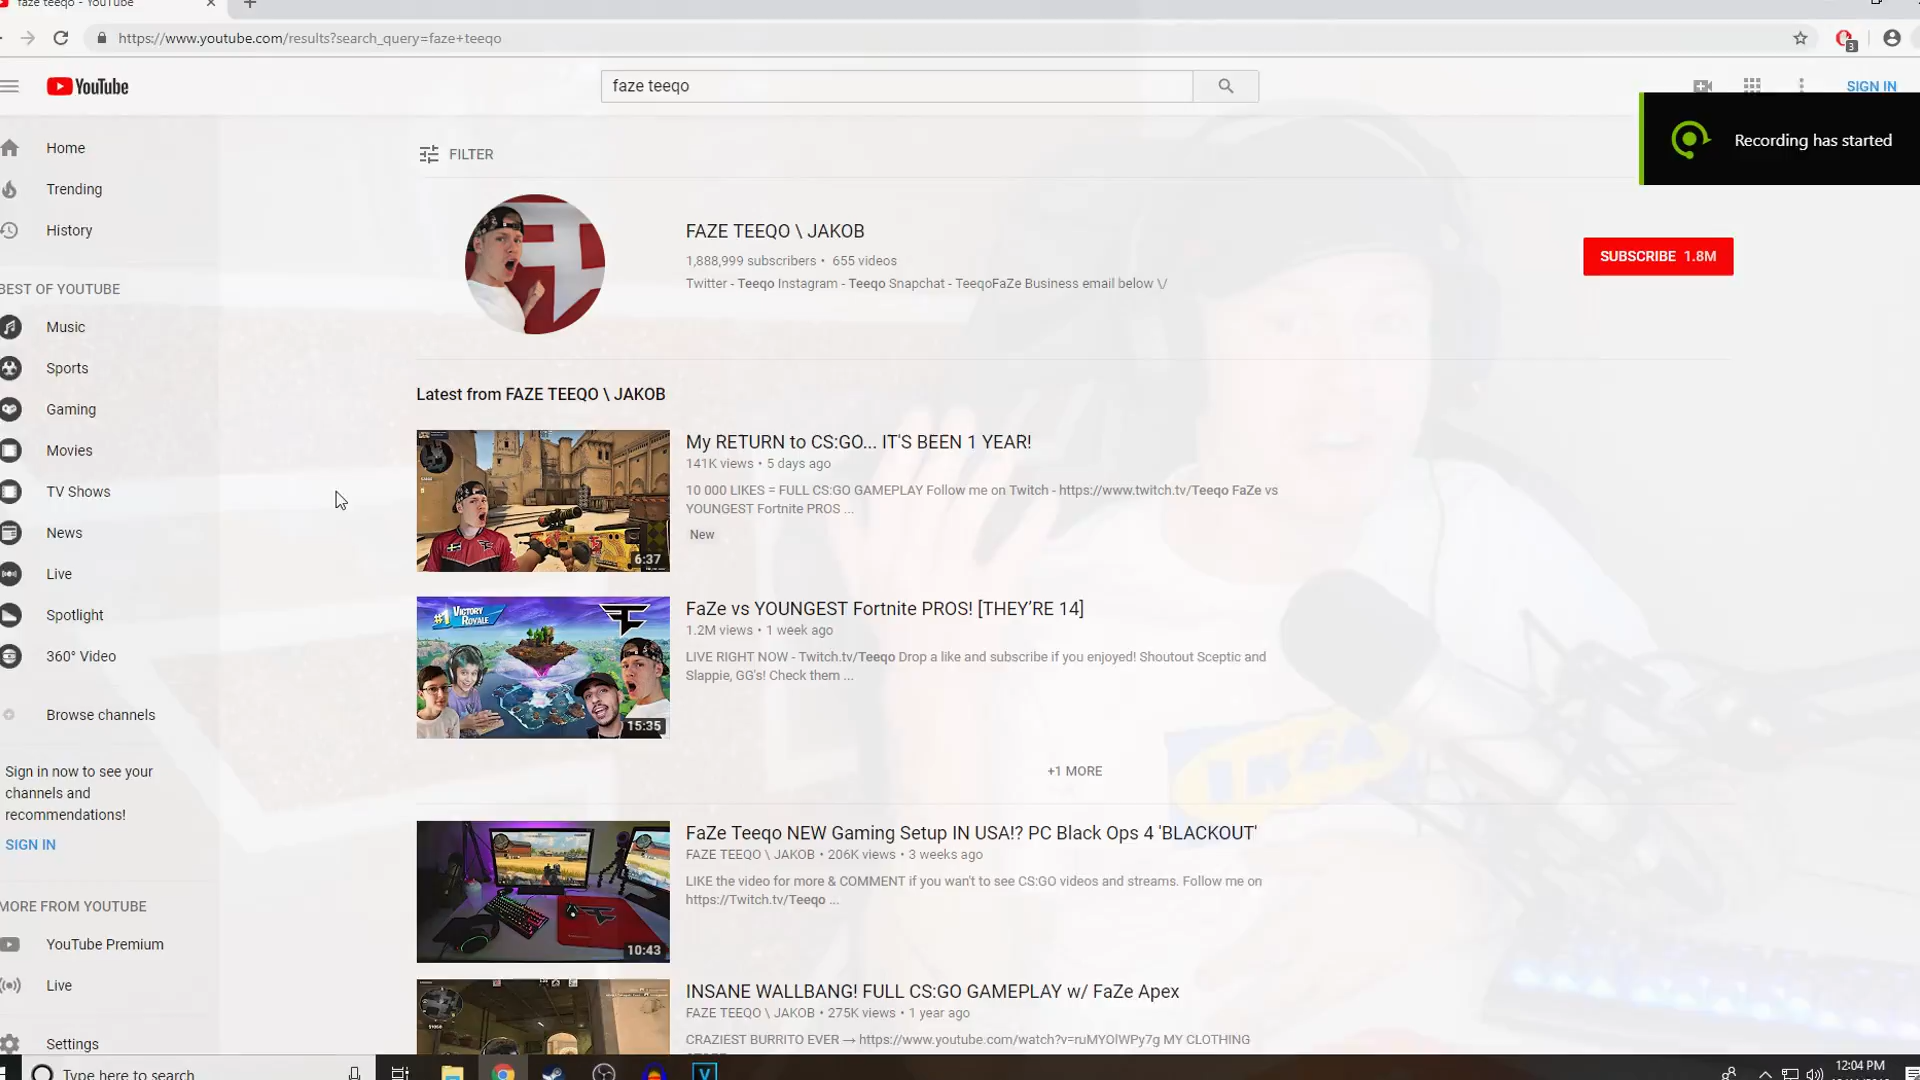 faze teeqo - YouTube
https://www.youtube.com/results?search_query=faze+teeqo
3
YouTube
faze teeqo
SIGN IN
Recording has started
Home
Trending
History
BEST OF YOUTUBE
Music
Sports
Gaming
Movies
TV Shows
News
Live
Spotlight
360° Video
Browse channels
Sign in now to see your
channels and
recommendations!
SIGN IN
MORE FROM YOUTUBE
YouTube Premium
Live
Settings
FILTER
FAZE TEEQO \ JAKOB
1,888,999 subscribers • 655 videos
Twitter - Teeqo Instagram - Teeqo Snapchat - TeeqoFaZe Business email below \/
SUBSCRIBE 1.8M
Latest from FAZE TEEQO \ JAKOB
6:37
My RETURN to CS:GO... IT'S BEEN 1 YEAR!
141K views • 5 days ago
10 000 LIKES = FULL CS:GO GAMEPLAY Follow me on Twitch - https://www.twitch.tv/Teeqo FaZe vs
YOUNGEST Fortnite PROS ...
New
#1 VICTORY
ROYALE
15:35
FaZe vs YOUNGEST Fortnite PROS! [THEY'RE 14]
1.2M views • 1 week ago
LIVE RIGHT NOW - Twitch.tv/Teeqo Drop a like and subscribe if you enjoyed! Shoutout Sceptic and
Slappie, GG's! Check them ...
+1 MORE
10:43
FaZe Teeqo NEW Gaming Setup IN USA!? PC Black Ops 4 'BLACKOUT'
FAZE TEEQO \ JAKOB • 206K views • 3 weeks ago
LIKE the video for more & COMMENT if you wan't to see CS:GO videos and streams. Follow me on
https://Twitch.tv/Teeqo ...
INSANE WALLBANG! FULL CS:GO GAMEPLAY w/ FaZe Apex
FAZE TEEQO \ JAKOB • 275K views • 1 year ago
CRAZIEST BURRITO EVER → https://www.youtube.com/watch?v=ruMYOlWPy7g MY CLOTHING
IKEA
Type here to search
V
12:04 PM